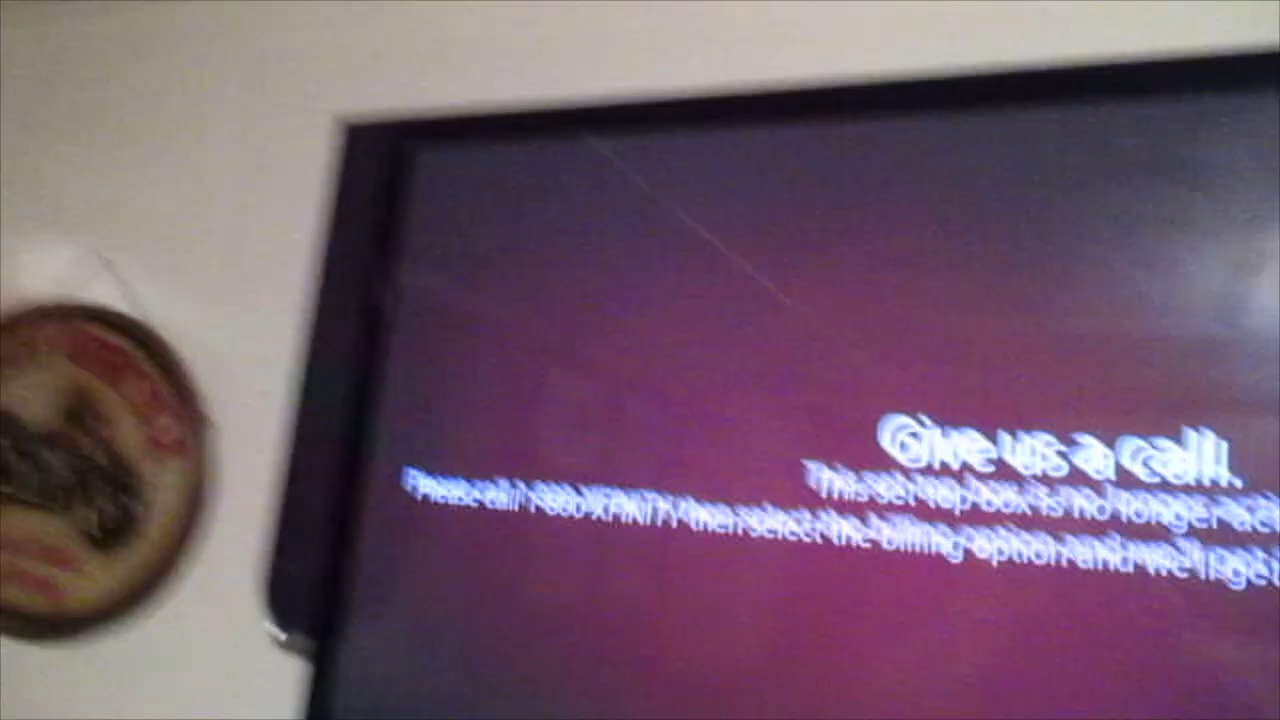 Give us a call.
This set top box is no longer
Please call 1-800-XFINITY then select the billing option and we'll get